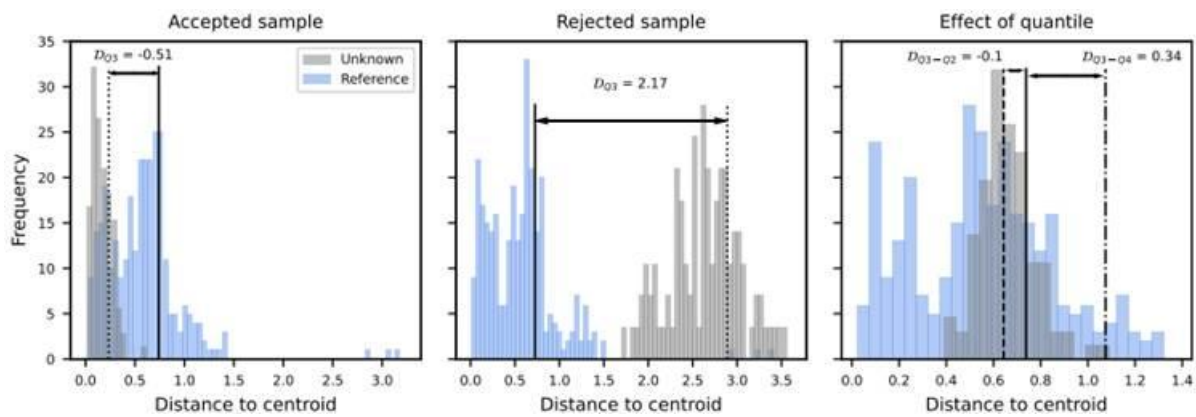 Accepted sample
Rejected sample
Effect of quantile
35
30
25
20
15
10
5
0
Frequency
D_Q3 = -0.51
Unknown
Reference
D_Q3 = 2.17
D_Q3−Q2 = -0.1
D_Q3−Q4 = 0.34
0.0 0.5 1.0 1.5 2.0 2.5 3.0
0.0 0.5 1.0 1.5 2.0 2.5 3.0 3.5
0.0 0.2 0.4 0.6 0.8 1.0 1.2 1.4
Distance to centroid
Distance to centroid
Distance to centroid